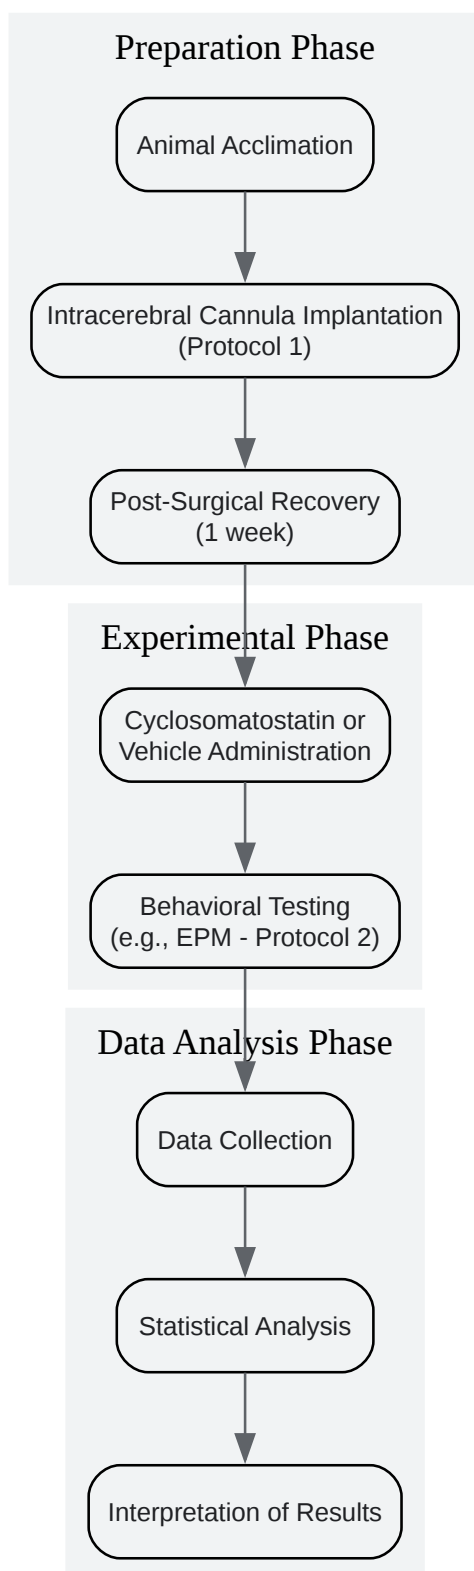 Preparation Phase
Animal Acclimation
Intracerebral Cannula Implantation
(Protocol 1)
Post-Surgical Recovery
(1 week)
Experimental Phase
Cyclosomatostatin or
Vehicle Administration
Behavioral Testing
(e.g., EPM - Protocol 2)
Data Analysis Phase
Data Collection
Statistical Analysis
Interpretation of Results